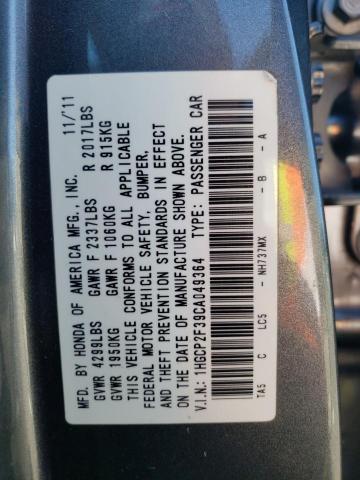 MFD. BY HONDA OF AMERICA MFG., INC. 11/11
GVWR 4299LBS GAWR F 2337LBS R 2017LBS
GVWR 1950KG GAWR F 1060KG R 915KG
THIS VEHICLE CONFORMS TO ALL APPLICABLE
FEDERAL MOTOR VEHICLE SAFETY, BUMPER,
AND THEFT PREVENTION STANDARDS IN EFFECT
ON THE DATE OF MANUFACTURE SHOWN ABOVE.
V.I.N.: 1HGCP2F39CA049364 TYPE: PASSENGER CAR
TA5 C LC5 - NH737MX - B - A